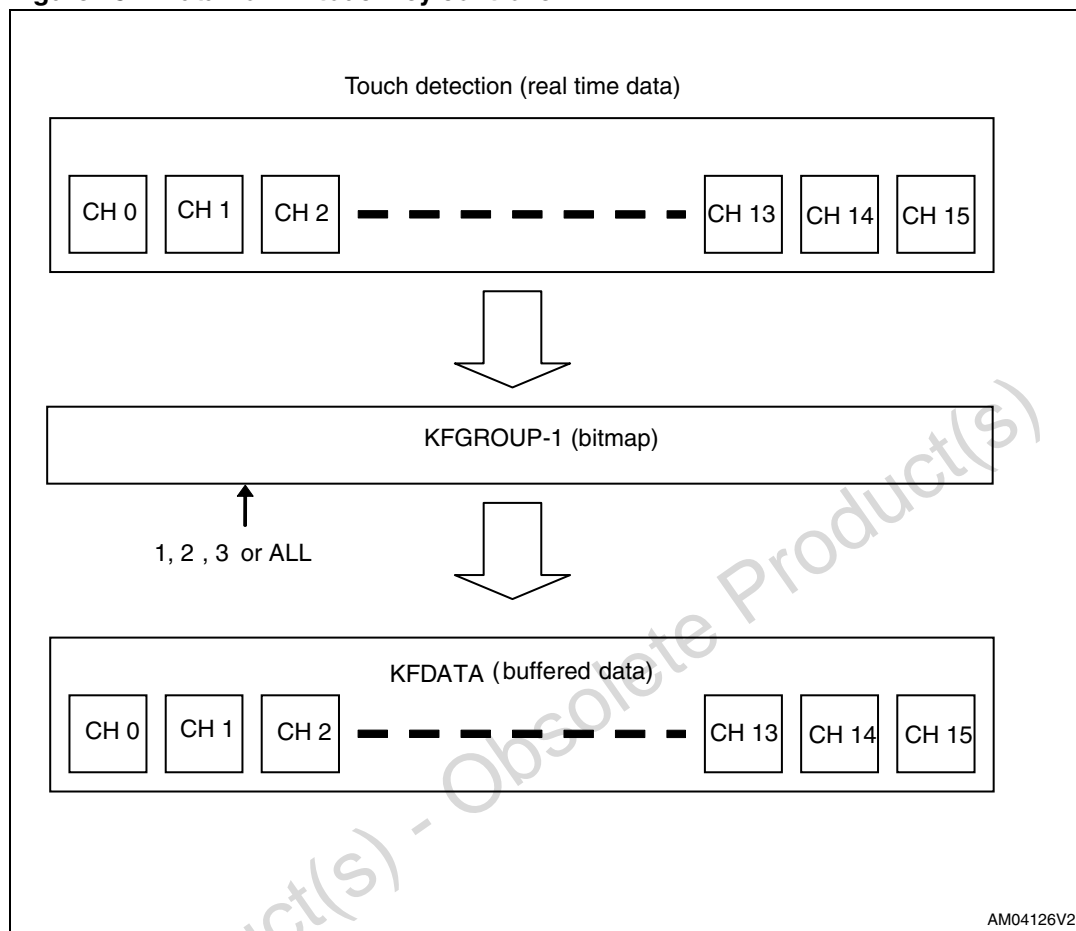 Touch detection (real time data)
CH 0 CH 1 CH 2 CH 13 CH 14 CH 15
KFGROUP-1 (bitmap)
1, 2 , 3 or ALL
KFDATA (buffered data)
CH 0 CH 1 CH 2 CH 13 CH 14 CH 15
uct(s) - Obsolete Product(s)
AM04126V2